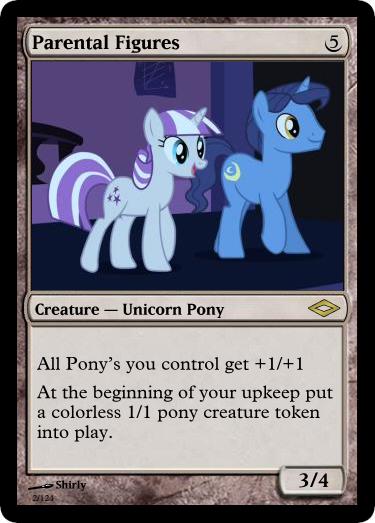 Parental Figures 5
Creature — Unicorn Pony
All Pony's you control get +1/+1
At the beginning of your upkeep put
a colorless 1/1 pony creature token
into play.
Shirly
3/4
2/124